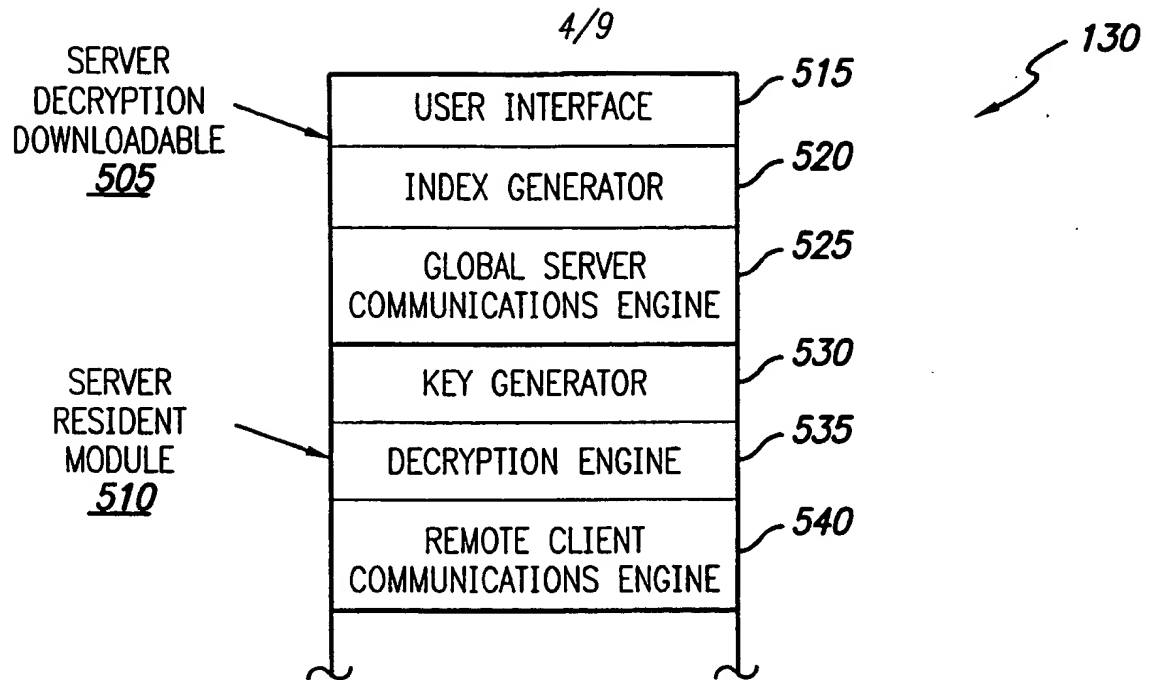 4/9
130
SERVER
DECRYPTION
DOWNLOADABLE
505
USER INTERFACE
515
INDEX GENERATOR
520
GLOBAL SERVER
COMMUNICATIONS ENGINE
525
SERVER
RESIDENT
MODULE
510
KEY GENERATOR
530
DECRYPTION ENGINE
535
REMOTE CLIENT
COMMUNICATIONS ENGINE
540